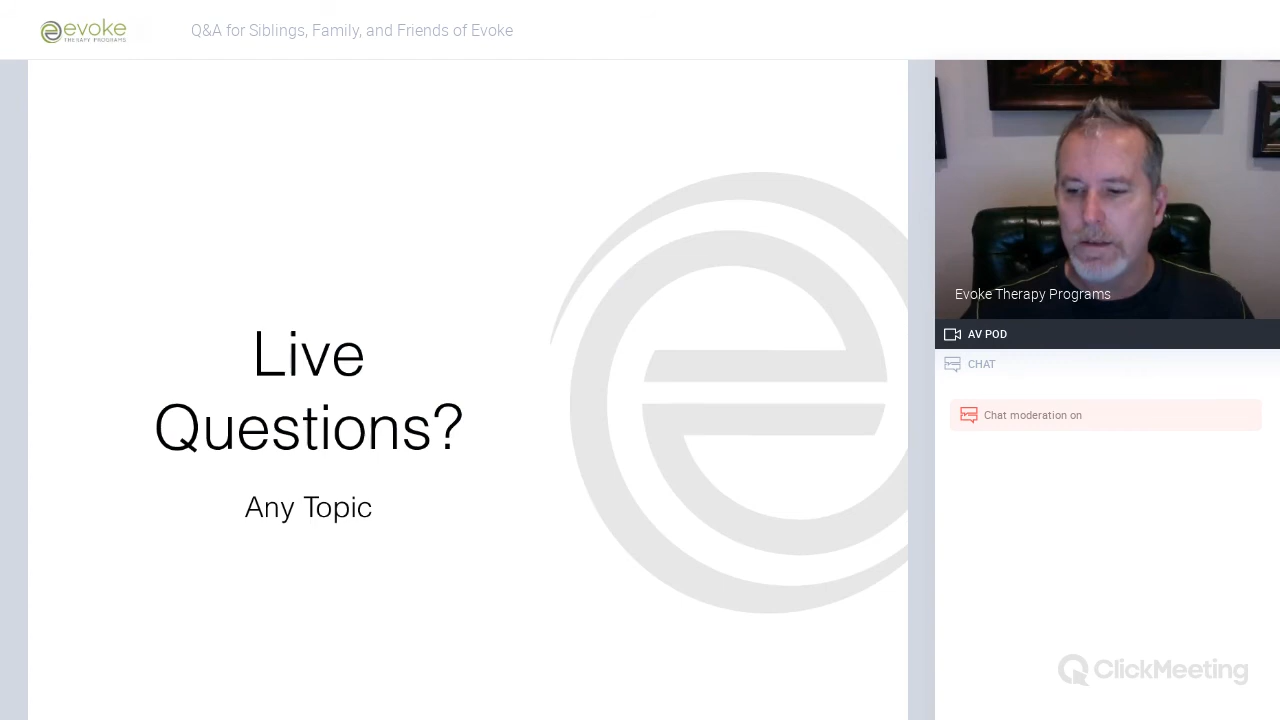 evoke
THERAPY PROGRAMS
Q&A for Siblings, Family, and Friends of Evoke
Live
Questions?
Any Topic
Evoke Therapy Programs
AV POD
CHAT
Chat moderation on
ClickMeeting